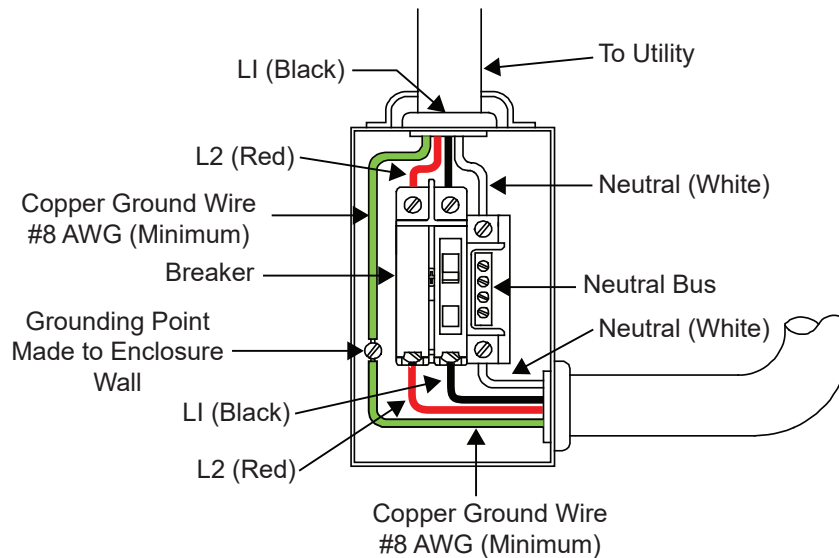 LI (Black)
To Utility
L2 (Red)
Neutral (White)
Copper Ground Wire
#8 AWG (Minimum)
Breaker
Neutral Bus
Grounding Point
Made to Enclosure
Wall
Neutral (White)
LI (Black)
L2 (Red)
Copper Ground Wire
#8 AWG (Minimum)